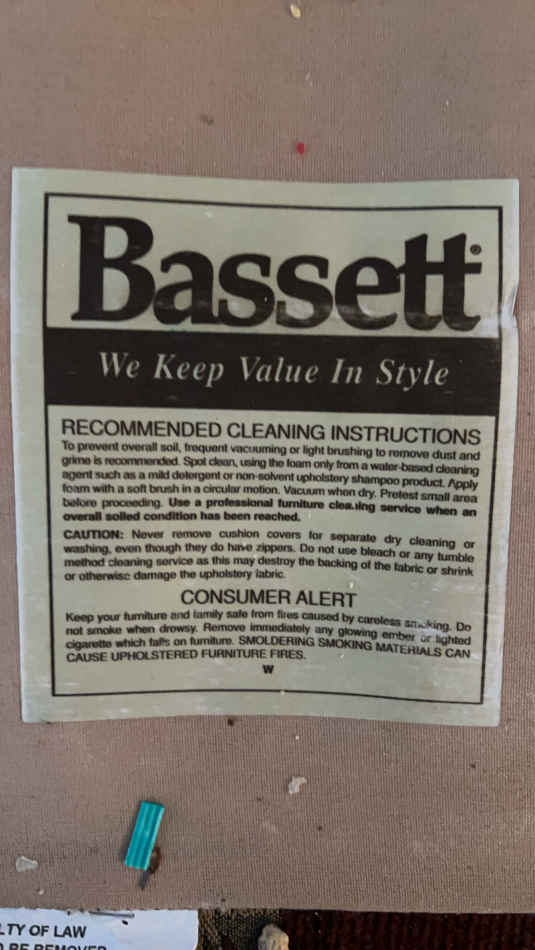 Bassett®
We Keep Value In Style
RECOMMENDED CLEANING INSTRUCTIONS
To prevent overall soil, frequent vacuuming or light brushing to remove dust and
grime is recommended. Spot clean, using the foam only from a water-based cleaning
agent such as a mild detergent or non-solvent upholstery shampoo product. Apply
foam with a soft brush in a circular motion. Vacuum when dry. Pretest small area
before proceeding. Use a professional furniture cleaning service when an
overall soiled condition has been reached.
CAUTION: Never remove cushion covers for separate dry cleaning or
washing, even though they do have zippers. Do not use bleach or any tumble
method cleaning service as this may destroy the backing of the fabric or shrink
or otherwise damage the upholstery fabric.
CONSUMER ALERT
Keep your furniture and family safe from fires caused by careless smoking. Do
not smoke when drowsy. Remove immediately any glowing ember or lighted
cigarette which falls on furniture. SMOLDERING SMOKING MATERIALS CAN
CAUSE UPHOLSTERED FURNITURE FIRES.
W
LTY OF LAW
O BE REMOVED